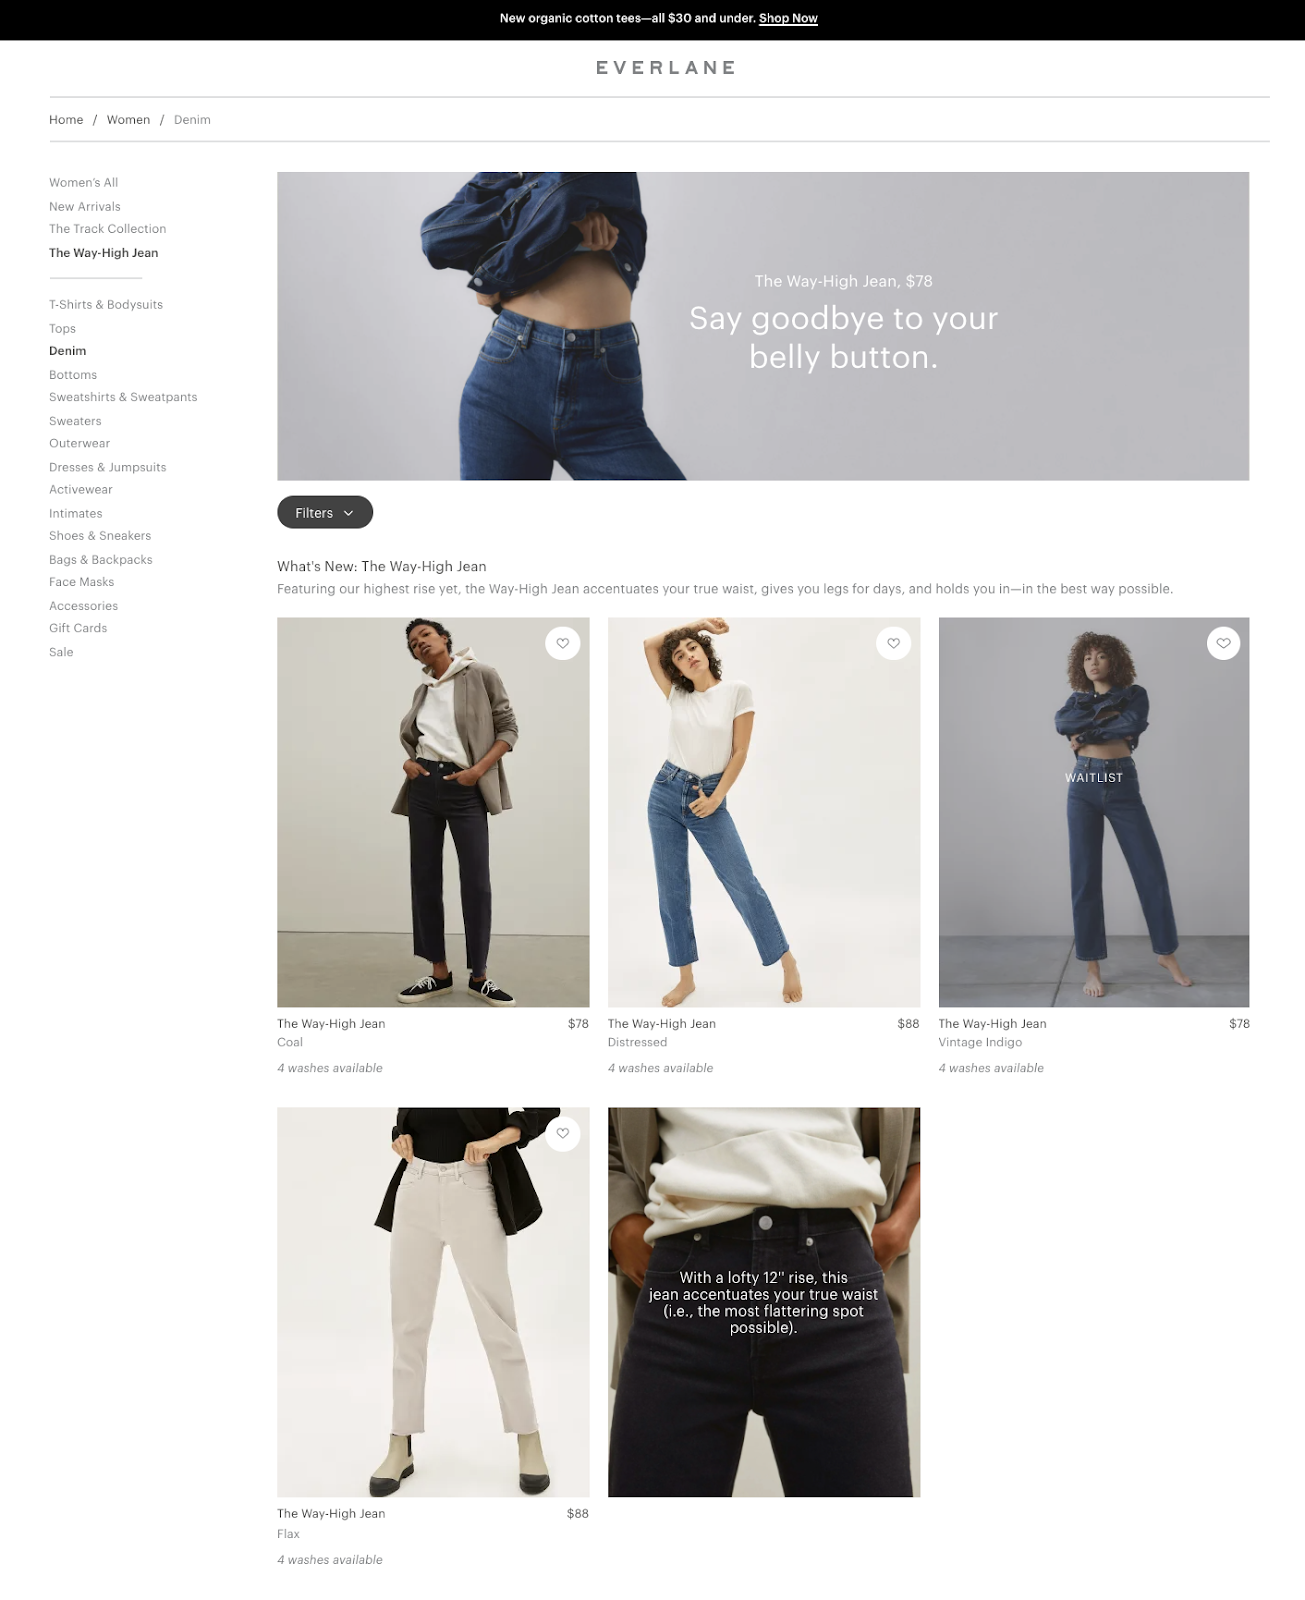 New organic cotton tees—all $30 and under. Shop Now
EVERLANE
Home / Women / Denim
Women's All
New Arrivals
The Track Collection
The Way-High Jean
T-Shirts & Bodysuits
Tops
Denim
Bottoms
Sweatshirts & Sweatpants
Sweaters
Outerwear
Dresses & Jumpsuits
Activewear
Intimates
Shoes & Sneakers
Bags & Backpacks
Face Masks
Accessories
Gift Cards
Sale
The Way-High Jean, $78
Say goodbye to your
belly button.
Filters
What's New: The Way-High Jean
Featuring our highest rise yet, the Way-High Jean accentuates your true waist, gives you legs for days, and holds you in—in the best way possible.
WAITLIST
The Way-High Jean $78
Coal
4 washes available
The Way-High Jean $88
Distressed
4 washes available
The Way-High Jean $78
Vintage Indigo
4 washes available
With a lofty 12" rise, this
jean accentuates your true waist
(i.e., the most flattering spot
possible).
The Way-High Jean $88
Flax
4 washes available